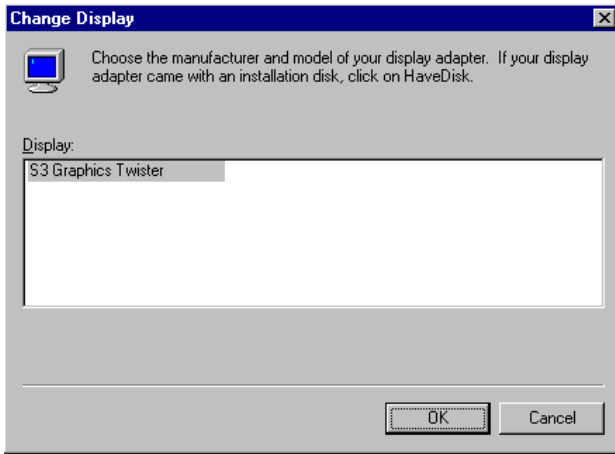 Change Display
Choose the manufacturer and model of your display adapter. If your display
adapter came with an installation disk, click on HaveDisk.
Display:
S3 Graphics Twister
OK
Cancel